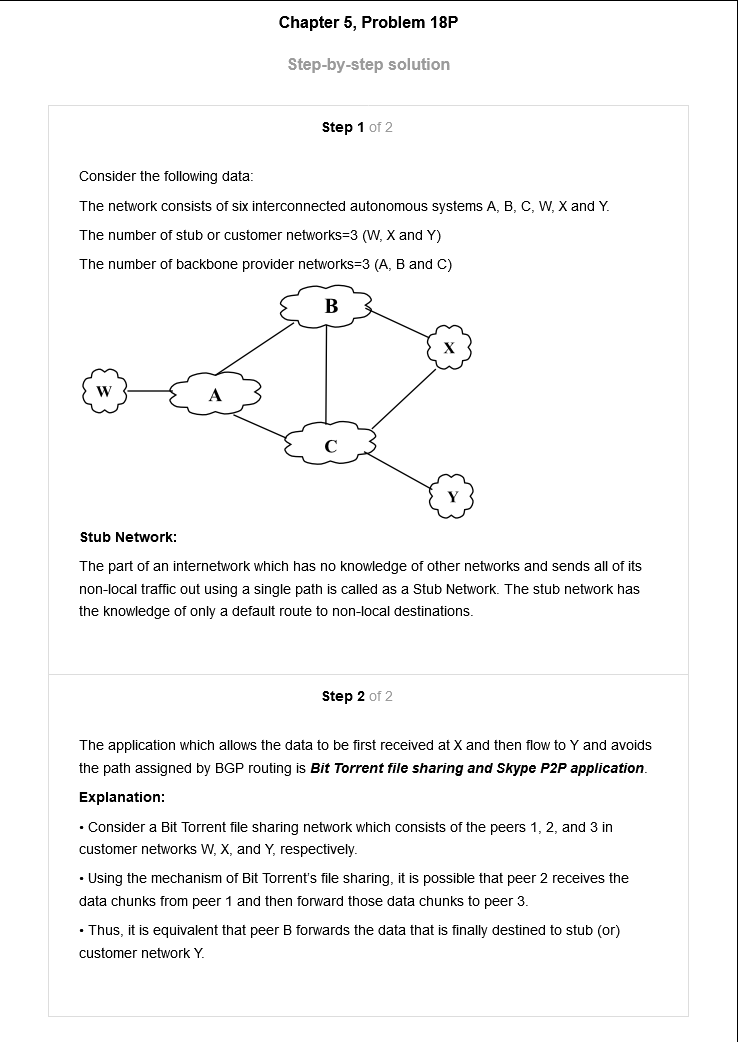 Chapter 5, Problem 18P
Step-by-step solution
Step 1 of 2
Consider the following data:
The network consists of six interconnected autonomous systems A, B, C, W, X and Y.
The number of stub or customer networks=3 (W, X and Y)
The number of backbone provider networks=3 (A, B and C)
B
X
W
A
C
Y
Stub Network:
The part of an internetwork which has no knowledge of other networks and sends all of its
non-local traffic out using a single path is called as a Stub Network. The stub network has
the knowledge of only a default route to non-local destinations.
Step 2 of 2
The application which allows the data to be first received at X and then flow to Y and avoids
the path assigned by BGP routing is Bit Torrent file sharing and Skype P2P application.
Explanation:
• Consider a Bit Torrent file sharing network which consists of the peers 1, 2, and 3 in
customer networks W, X, and Y, respectively.
• Using the mechanism of Bit Torrent's file sharing, it is possible that peer 2 receives the
data chunks from peer 1 and then forward those data chunks to peer 3.
• Thus, it is equivalent that peer B forwards the data that is finally destined to stub (or)
customer network Y.